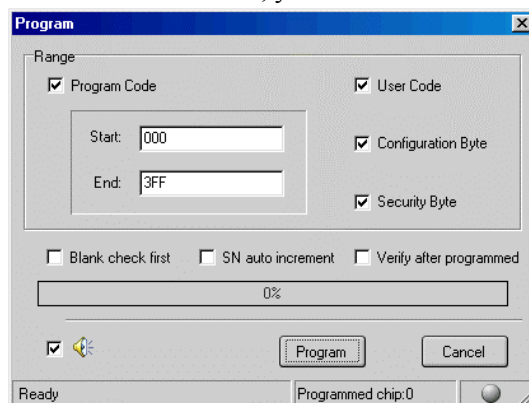 Program
Range
Program Code
User Code
Start: 000
Configuration Byte
End: 3FF
Security Byte
Blank check first SN auto increment Verify after programmed
0%
Program Cancel
Ready Programmed chip:0